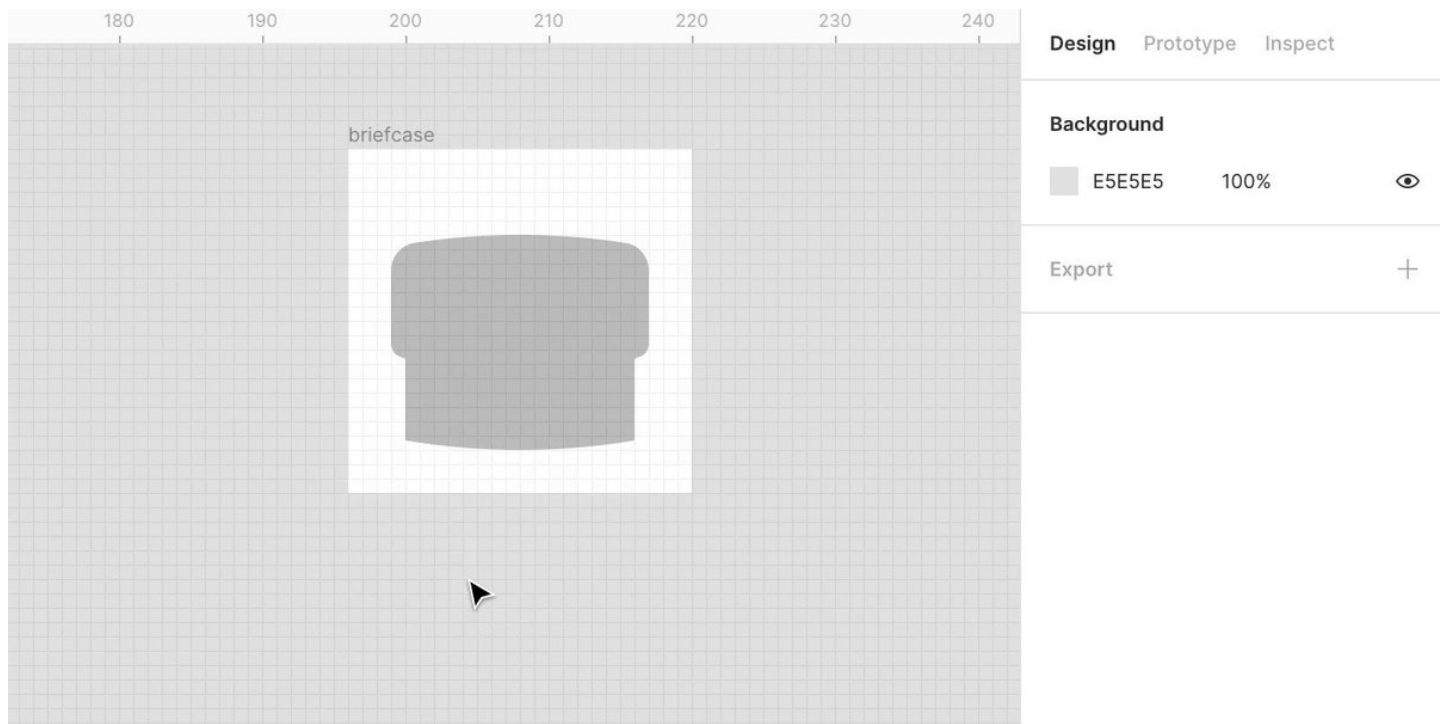 180 190 200 210 220 230 240
Design Prototype Inspect
briefcase
Background
E5E5E5 100%
Export